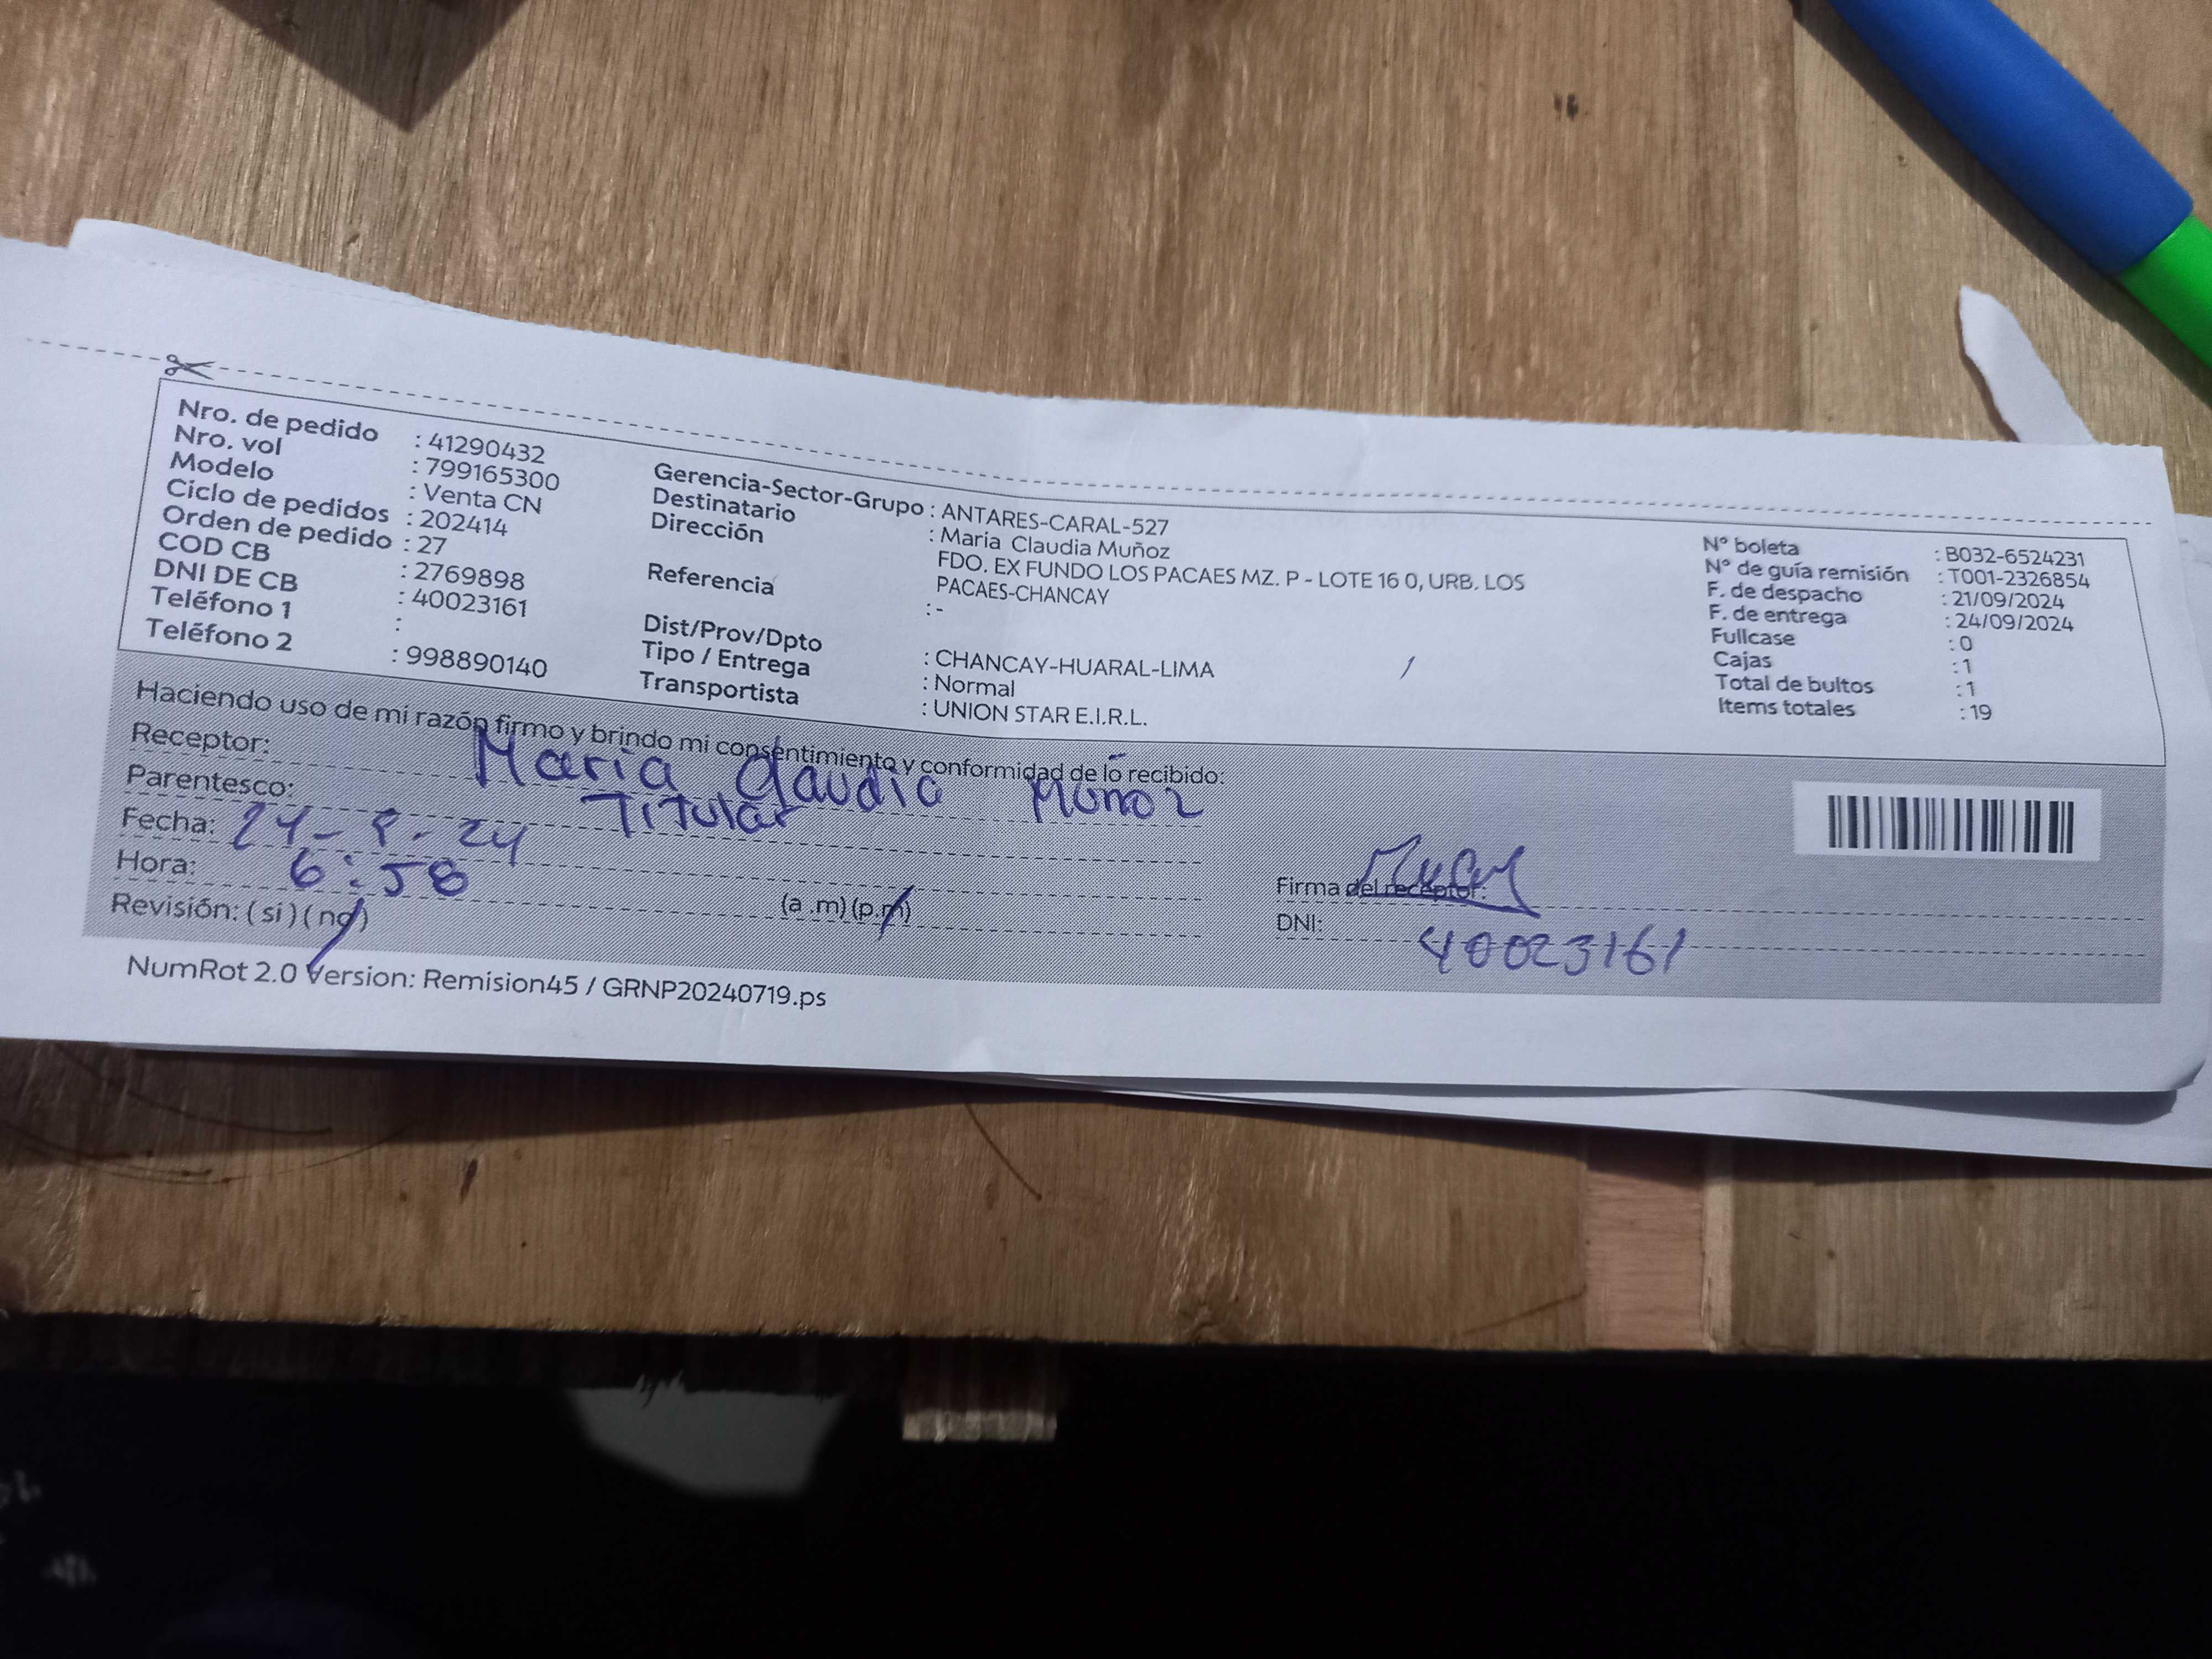 Nro. de pedido : 41290432
Nro. vol : 799165300
Modelo : Venta CN
Ciclo de pedidos : 202414
Orden de pedido : 27
COD CB : 2769898
DNI DE CB : 40023161
Teléfono 1 :
Teléfono 2 : 998890140
Gerencia-Sector-Grupo : ANTARES-CARAL-527
Destinatario : Maria Claudia Muñoz
Dirección FDO. EX FUNDO LOS PACAES MZ. P - LOTE 16 0, URB. LOS
PACAES-CHANCAY
Referencia : -
Dist/Prov/Dpto : CHANCAY-HUARAL-LIMA
Tipo / Entrega : Normal
Transportista : UNION STAR E.I.R.L.
N° boleta : B032-6524231
N° de guía remisión : T001-2326854
F. de despacho : 21/09/2024
F. de entrega : 24/09/2024
Fullcase : 0
Cajas : 1
Total de bultos : 1
Items totales : 19
Haciendo uso de mi razón firmo y brindo mi consentimiento y conformidad de lo recibido:
Receptor: Maria Claudia Muñoz
Parentesco: Titular
Fecha: 24-9-24
Hora: 6:58 (a .m) (p.m)
Revisión: ( si ) ( no )
Firma del receptor:
DNI: 40023161
NumRot 2.0 Version: Remision45 / GRNP20240719.ps